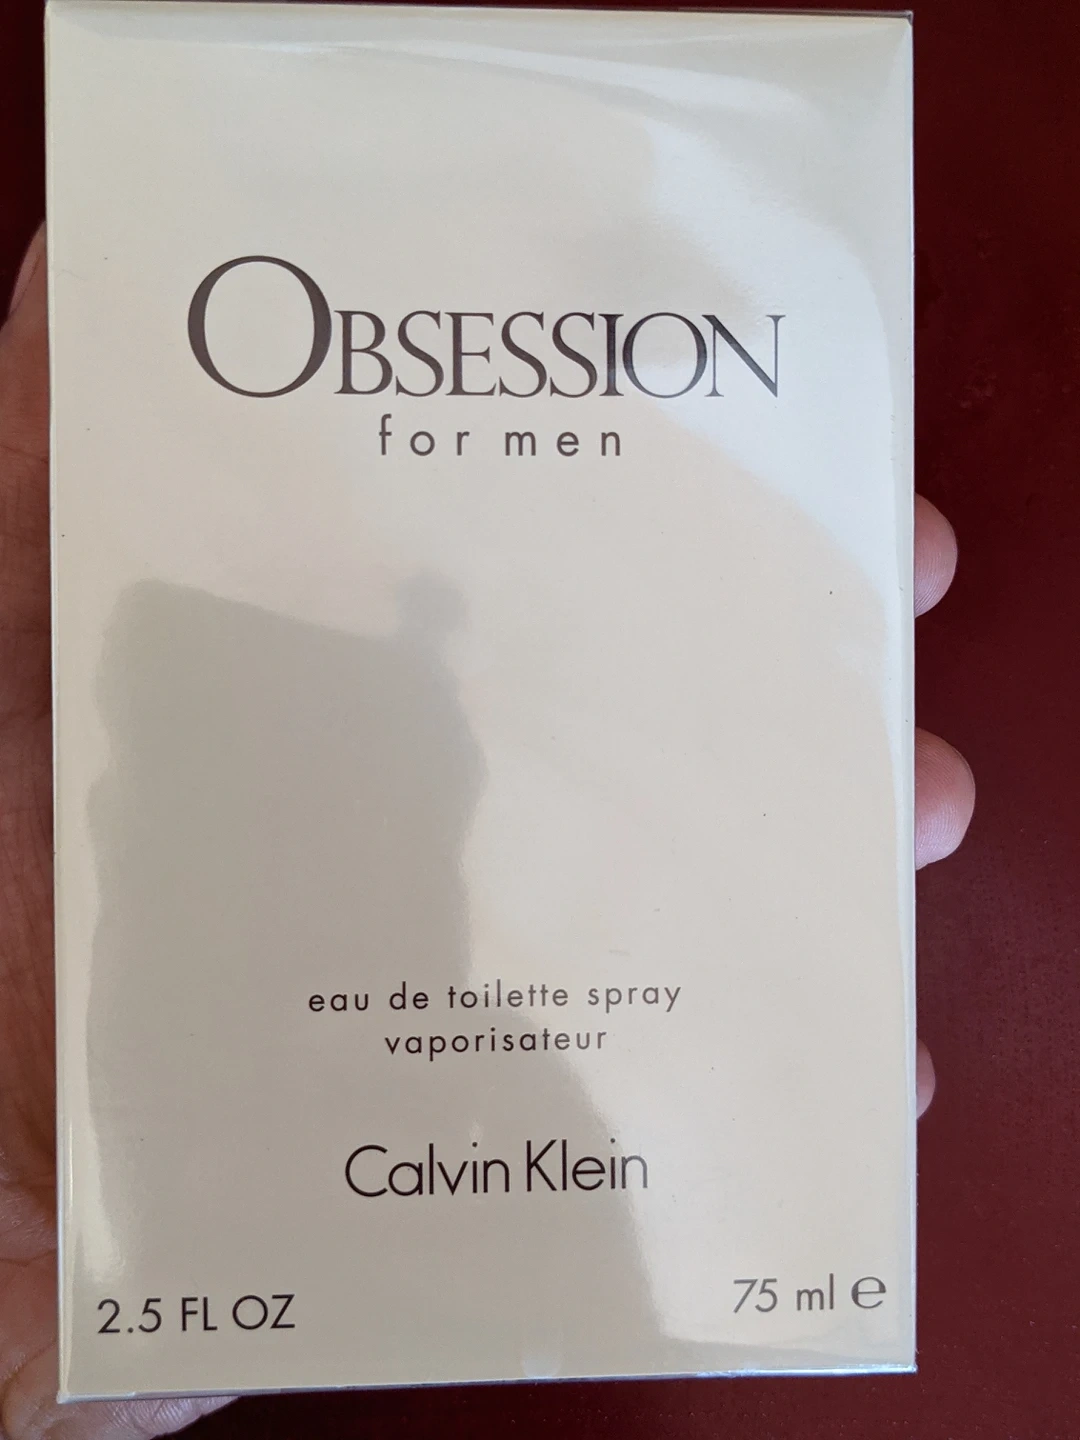 OBSESSION
for men
eau de toilette spray
vaporisateur
Calvin Klein
2.5 FL OZ
75 ml ℮